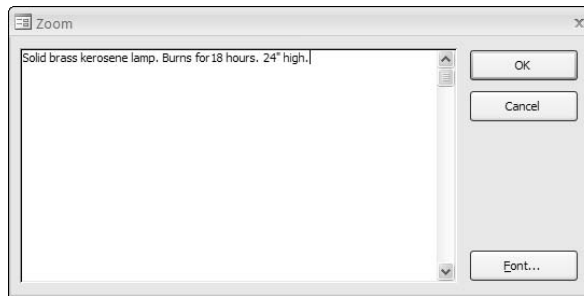 Zoom
x
Solid brass kerosene lamp. Burns for 18 hours. 24" high.
OK
Cancel
Font...